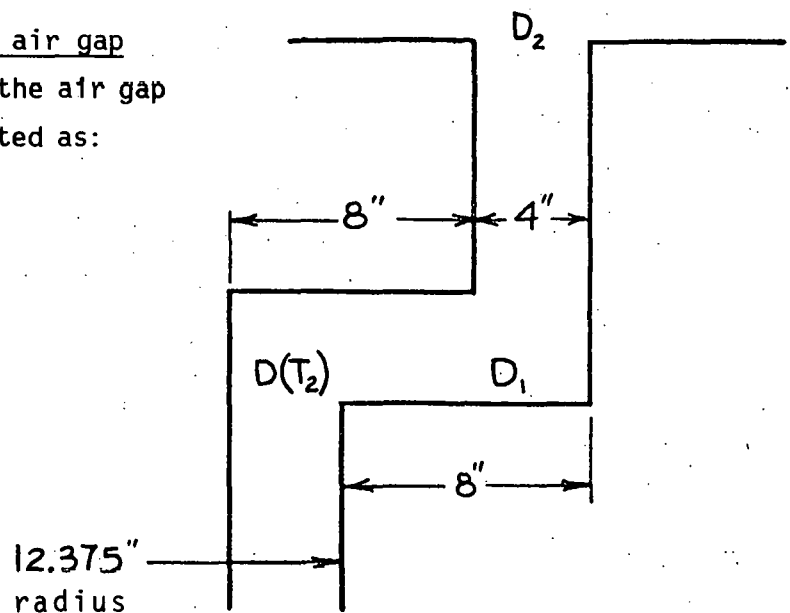 air gap
the air gap
ted as:
D₂
8"
4"
D(T₂)
D₁
8"
12.375"
radius